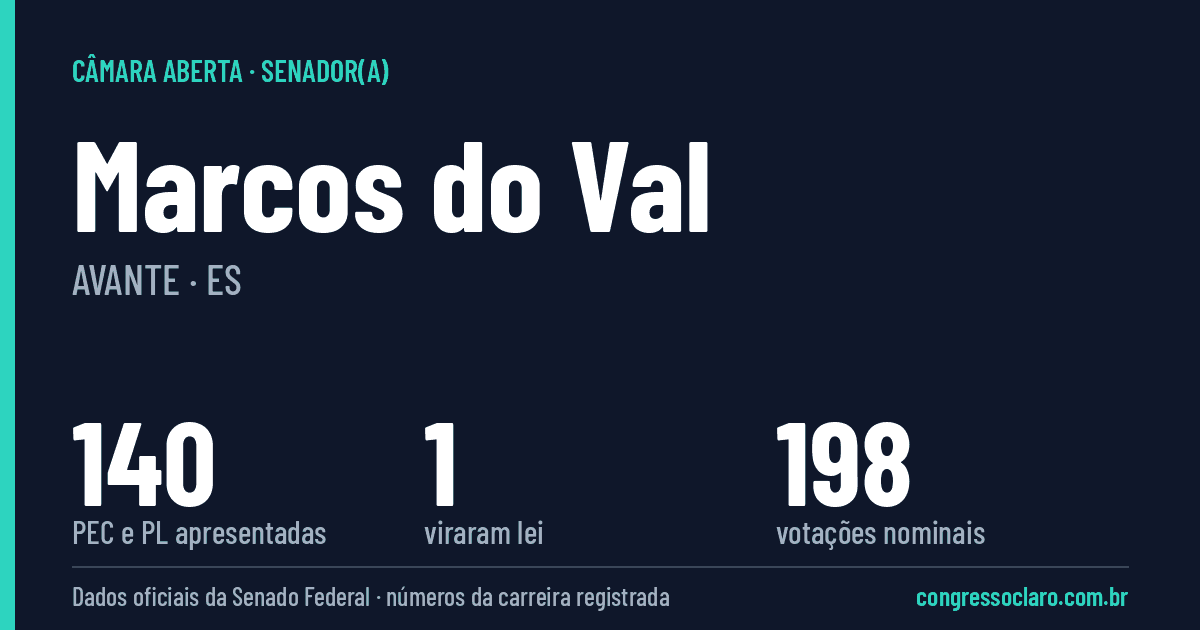 CÂMARA ABERTA · SENADOR(A)
Marcos do Val
AVANTE · ES
140 1 198
PEC e PL apresentadas viraram lei votações nominais
Dados oficiais da Senado Federal · números da carreira registrada congressoclaro.com.br